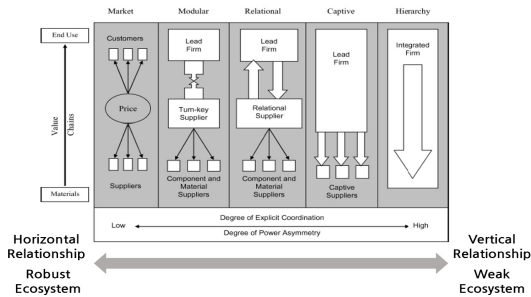 Market
Modular
Relational
Captive
Hierarchy
End Use
Value
Chains
Materials
Customers
Price
Suppliers
Lead
Firm
Turn-key
Supplier
Component and
Material
Suppliers
Lead
Firm
Relational
Supplier
Component and
Material
Suppliers
Lead
Firm
Captive
Suppliers
Integrated
Firm
Degree of Explicit Coordination
Low
High
Degree of Power Asymmetry
Horizontal
Relationship
Robust
Ecosystem
Vertical
Relationship
Weak
Ecosystem